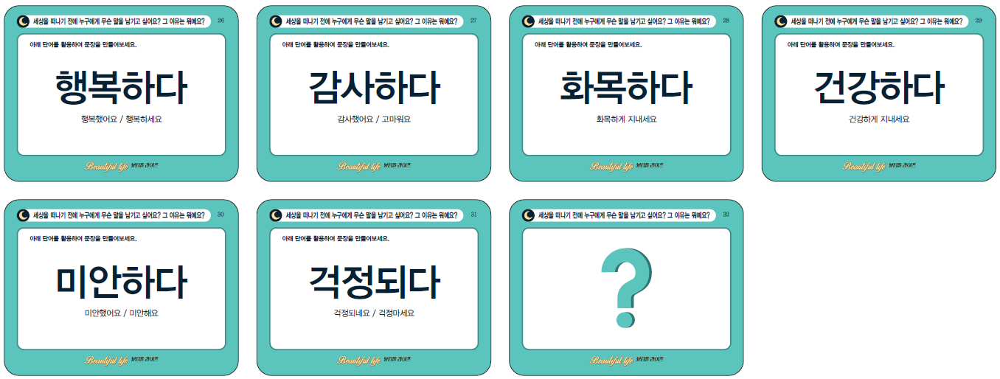 세상을 떠나기 전에 누구에게 무슨 말을 남기고 싶어요? 그 이유는 뭐예요? 26
아래 단어를 활용하여 문장을 만들어보세요.
행복하다
행복했어요 / 행복하세요
Beautiful life 뷰티풀 라이프
세상을 떠나기 전에 누구에게 무슨 말을 남기고 싶어요? 그 이유는 뭐예요? 27
아래 단어를 활용하여 문장을 만들어보세요.
감사하다
감사했어요 / 고마워요
Beautiful life 뷰티풀 라이프
세상을 떠나기 전에 누구에게 무슨 말을 남기고 싶어요? 그 이유는 뭐예요? 28
아래 단어를 활용하여 문장을 만들어보세요.
화목하다
화목하게 지내세요
Beautiful life 뷰티풀 라이프
세상을 떠나기 전에 누구에게 무슨 말을 남기고 싶어요? 그 이유는 뭐예요? 29
아래 단어를 활용하여 문장을 만들어보세요.
건강하다
건강하게 지내세요
Beautiful life 뷰티풀 라이프
세상을 떠나기 전에 누구에게 무슨 말을 남기고 싶어요? 그 이유는 뭐예요? 30
아래 단어를 활용하여 문장을 만들어보세요.
미안하다
미안했어요 / 미안해요
Beautiful life 뷰티풀 라이프
세상을 떠나기 전에 누구에게 무슨 말을 남기고 싶어요? 그 이유는 뭐예요? 31
아래 단어를 활용하여 문장을 만들어보세요.
걱정되다
걱정되네요 / 걱정마세요
Beautiful life 뷰티풀 라이프
세상을 떠나기 전에 누구에게 무슨 말을 남기고 싶어요? 그 이유는 뭐예요? 32
?
Beautiful life 뷰티풀 라이프